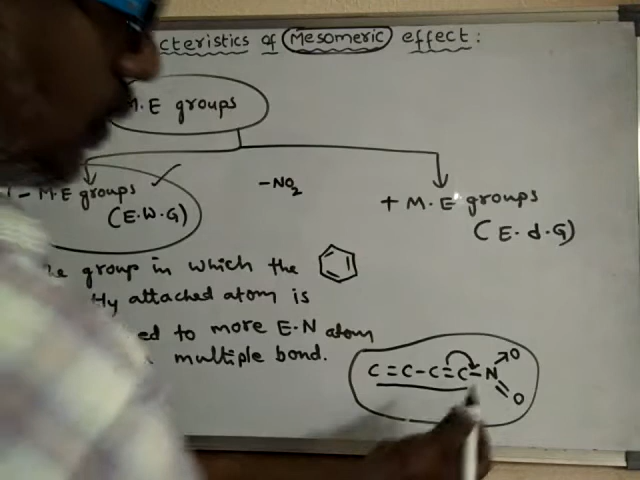 cteristics of Mesomeric effect :
M.E groups
- M.E groups
(E.W.G)
-NO2
+ M.E groups
(E.d.G)
group in which the
attached atom is
ed to more E.N atom
multiple bond.
C=C-C=C=N
O
O